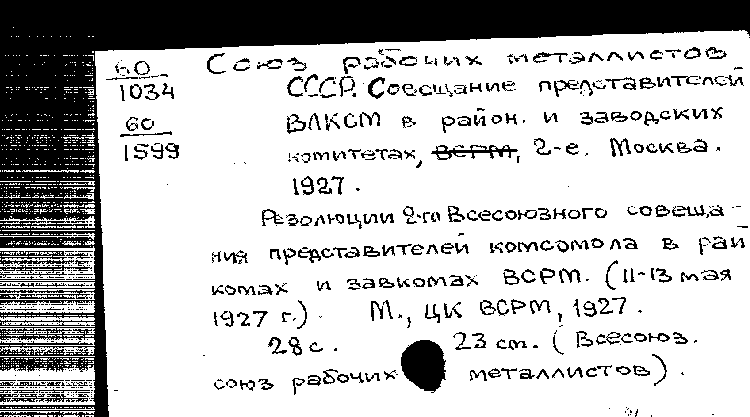 60
1034
60
1599
Союз рабочих металлистов
СССР. Совещание представителей
ВЛКСМ в район. и заводских
комитетах, ВСРМ, 2-е. Москва.
1927.
Резолюции 2-го Всесоюзного совеща-
ния представителей комсомола в рай
комах и завкомах ВСРМ. (11-13 мая
1927 г.). М., ЦК ВСРМ, 1927.
28 с. 23 см. (Всесоюз.
союз рабочих металлистов).